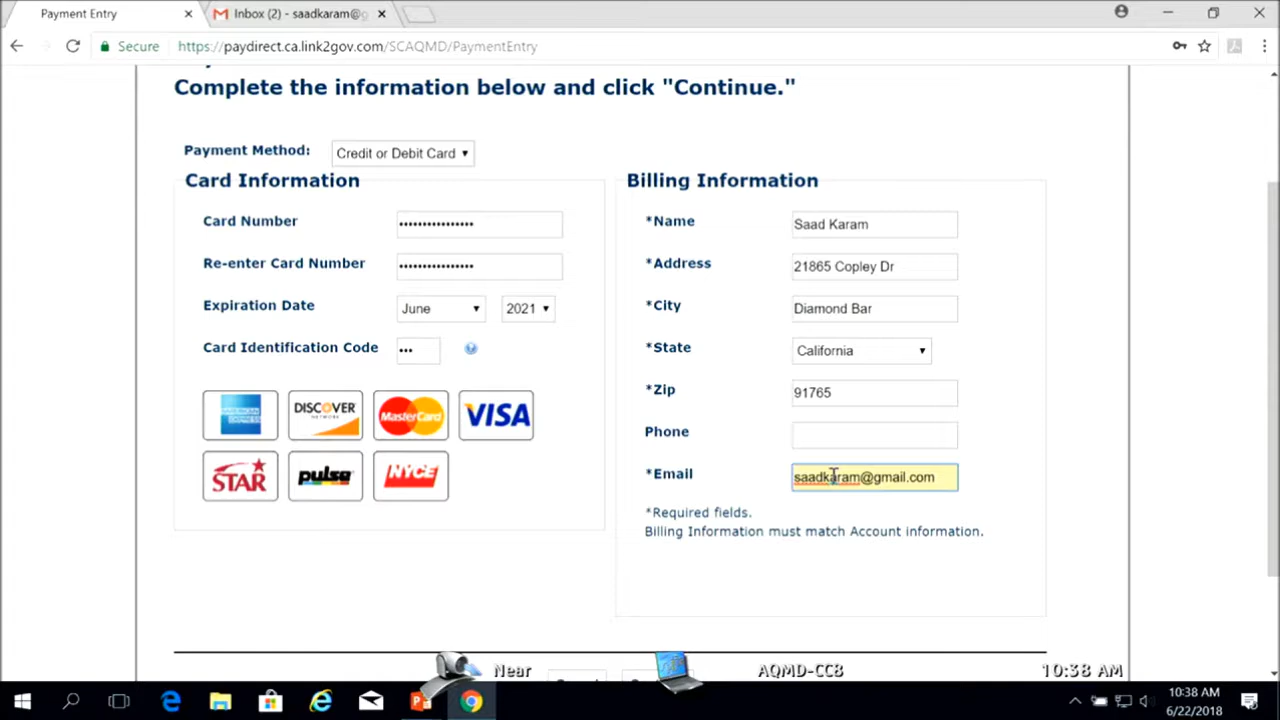 Payment Entry
Inbox (2) - saadkaram@g
Secure https://paydirect.ca.link2gov.com/SCAQMD/PaymentEntry
Complete the information below and click "Continue."
Payment Method: Credit or Debit Card
Card Information
Card Number ••••••••••••••••
Re-enter Card Number ••••••••••••••••
Expiration Date June 2021
Card Identification Code •••
AMERICAN EXPRESS DISCOVER NETWORK MasterCard VISA
STAR pulse NYCE
Billing Information
*Name Saad Karam
*Address 21865 Copley Dr
*City Diamond Bar
*State California
*Zip 91765
Phone
*Email saadkaram@gmail.com
*Required fields.
Billing Information must match Account information.
Near AQMD-CC8 10:38 AM
10:38 AM
6/22/2018